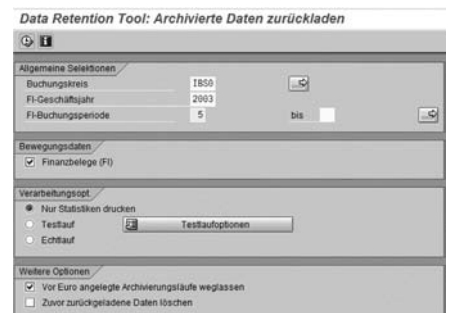 Data Retention Tool: Archivierte Daten zurückladen
Allgemeine Selektionen
Buchungskreis IBS0
FI-Geschäftsjahr 2003
FI-Buchungsperiode 5 bis
Bewegungsdaten
Finanzbelege (FI)
Verarbeitungsopt.
Nur Statistiken drucken
Testlauf Testlaufoptionen
Echtlauf
Weitere Optionen
Vor Euro angelegte Archivierungsläufe weglassen
Zuvor zurückgeladene Daten löschen